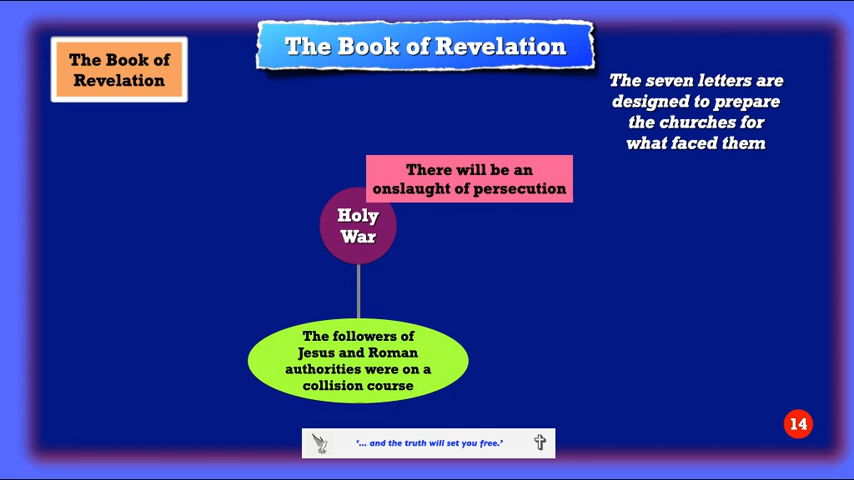 The Book of Revelation
The Book of
Revelation
The seven letters are
designed to prepare
the churches for
what faced them
There will be an
onslaught of persecution
Holy
War
The followers of
Jesus and Roman
authorities were on a
collision course
14
‘... and the truth will set you free.’